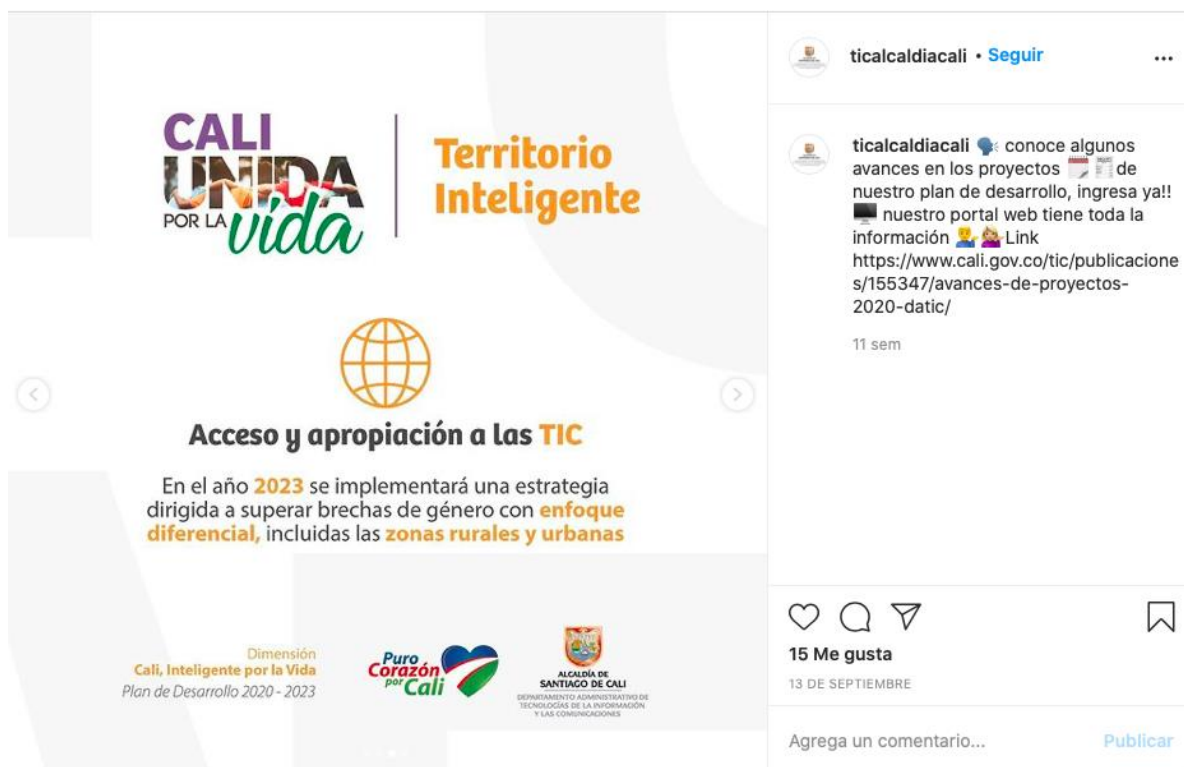 CALI
UNIDA
POR LA vida
Territorio
Inteligente
Acceso y apropiación a las TIC
En el año 2023 se implementará una estrategia
dirigida a superar brechas de género con enfoque
diferencial, incluidas las zonas rurales y urbanas
Dimensión
Cali, Inteligente por la Vida
Plan de Desarrollo 2020 - 2023
Puro
Corazón
por Cali
ALCALDÍA DE
SANTIAGO DE CALI
DEPARTAMENTO ADMINISTRATIVO DE
TECNOLOGÍAS DE LA INFORMACIÓN
Y LAS COMUNICACIONES
ticalcaldiacali • Seguir
ticalcaldiacali 🗣️ conoce algunos
avances en los proyectos 🗓️ 📰 de
nuestro plan de desarrollo, ingresa ya!!
🖥️ nuestro portal web tiene toda la
información 💁‍♂️ 💁‍♀️ Link
https://www.cali.gov.co/tic/publicacione
s/155347/avances-de-proyectos-
2020-datic/
11 sem
15 Me gusta
13 DE SEPTIEMBRE
Agrega un comentario... Publicar